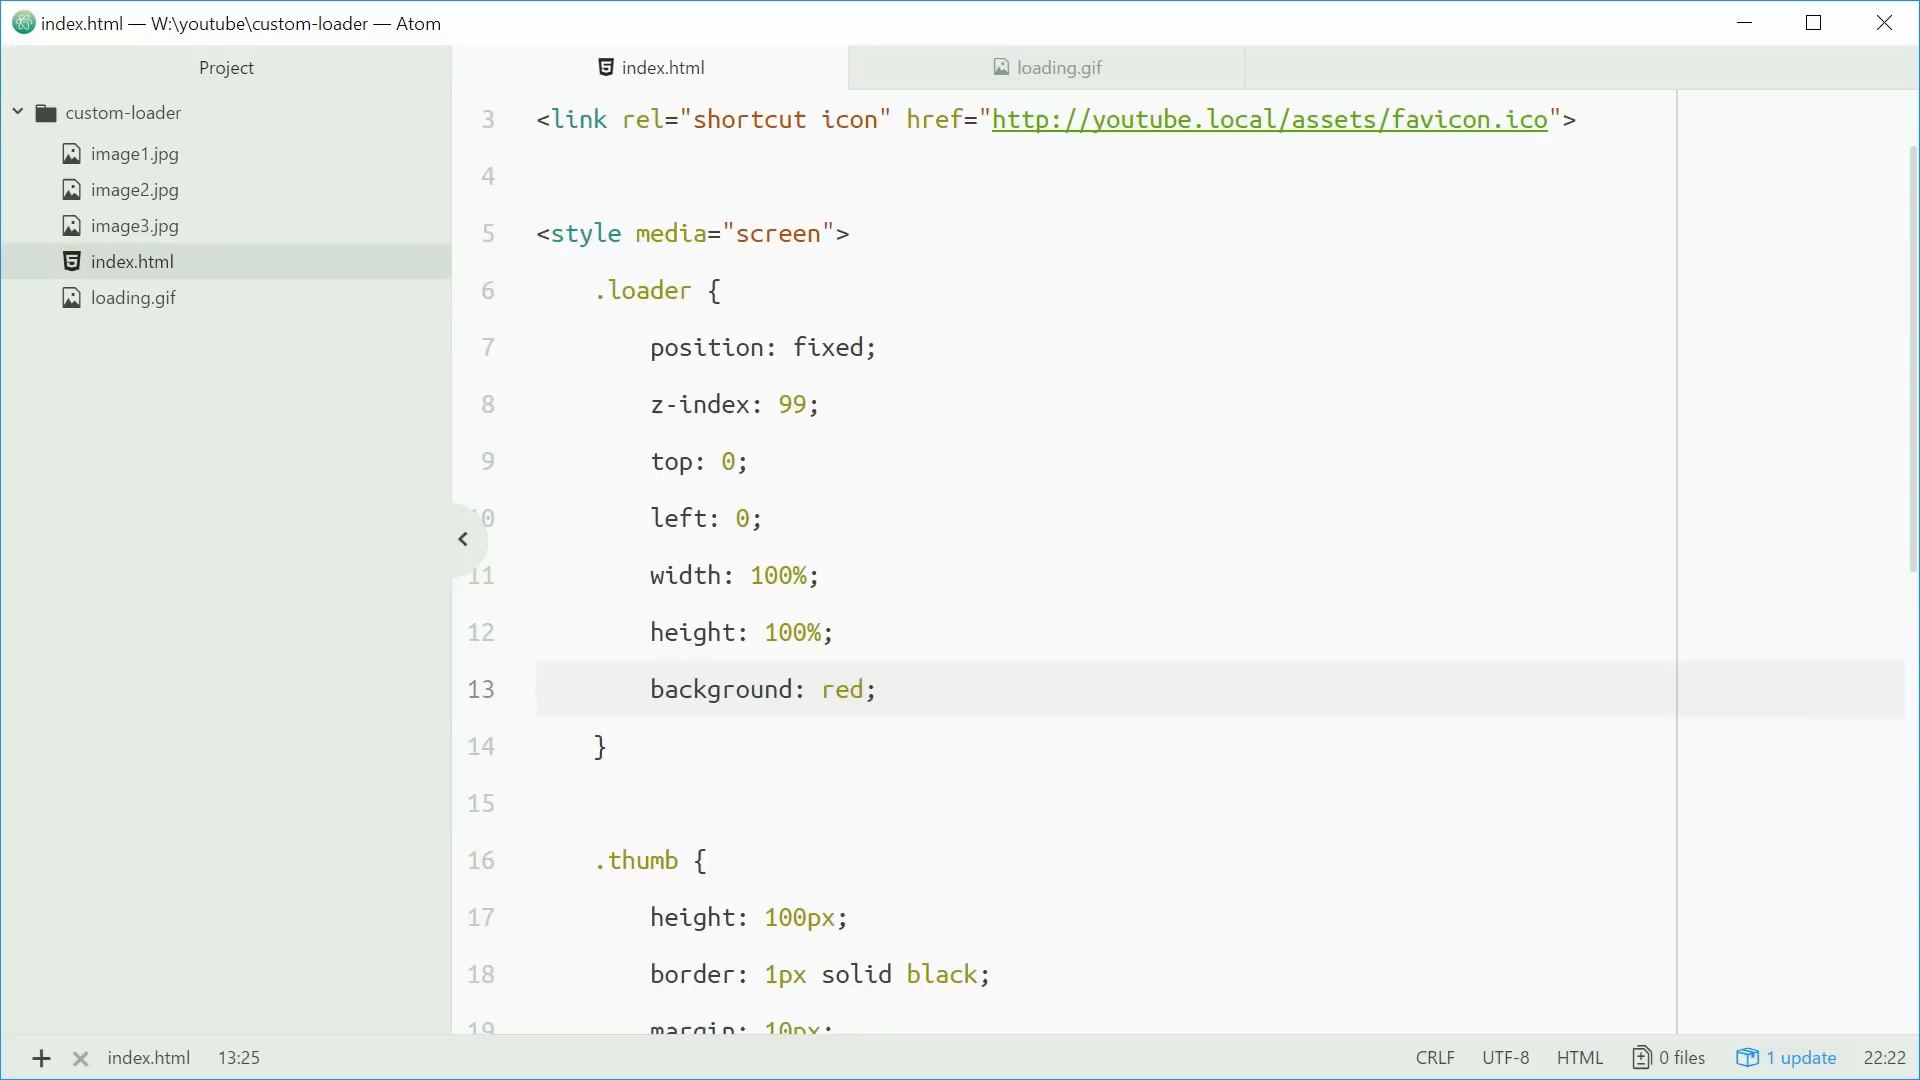 index.html — W:\youtube\custom-loader — Atom
Project
custom-loader
image1.jpg
image2.jpg
image3.jpg
index.html
loading.gif
index.html
loading.gif
3 <link rel="shortcut icon" href="http://youtube.local/assets/favicon.ico">
4
5 <style media="screen">
6 .loader {
7 position: fixed;
8 z-index: 99;
9 top: 0;
10 left: 0;
11 width: 100%;
12 height: 100%;
13 background: red;
14 }
15
16 .thumb {
17 height: 100px;
18 border: 1px solid black;
19 margin: 10px;
index.html 13:25 CRLF UTF-8 HTML 0 files 1 update 22:22